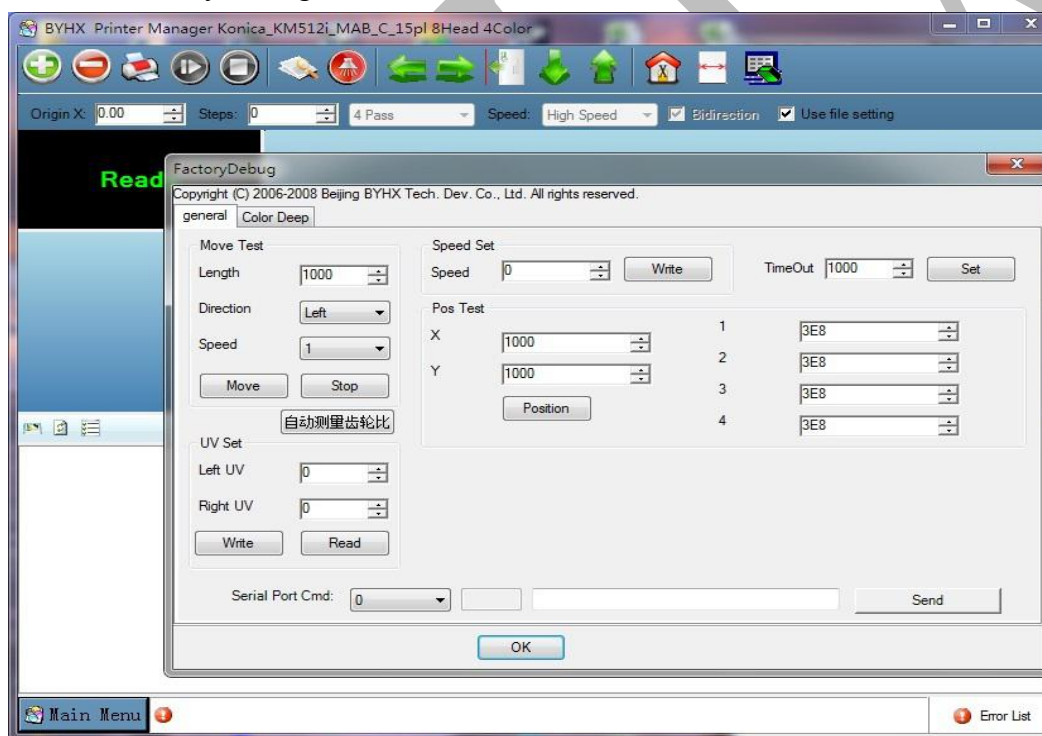 BYHX Printer Manager Konica_KM512i_MAB_C_15pl 8Head 4Color
Origin X: 0.00 Steps: 0 4 Pass Speed: High Speed Bidirection Use file setting
Read
FactoryDebug
Copyright (C) 2006-2008 Beijing BYHX Tech. Dev. Co., Ltd. All rights reserved.
general Color Deep
Move Test
Length 1000
Direction Left
Speed 1
Move Stop
自动测量齿轮比
UV Set
Left UV 0
Right UV 0
Write Read
Speed Set
Speed 0 Write
TimeOut 1000 Set
Pos Test
X 1000
Y 1000
Position
1 3E8
2 3E8
3 3E8
4 3E8
Serial Port Cmd: 0 Send
OK
Main Menu
Error List